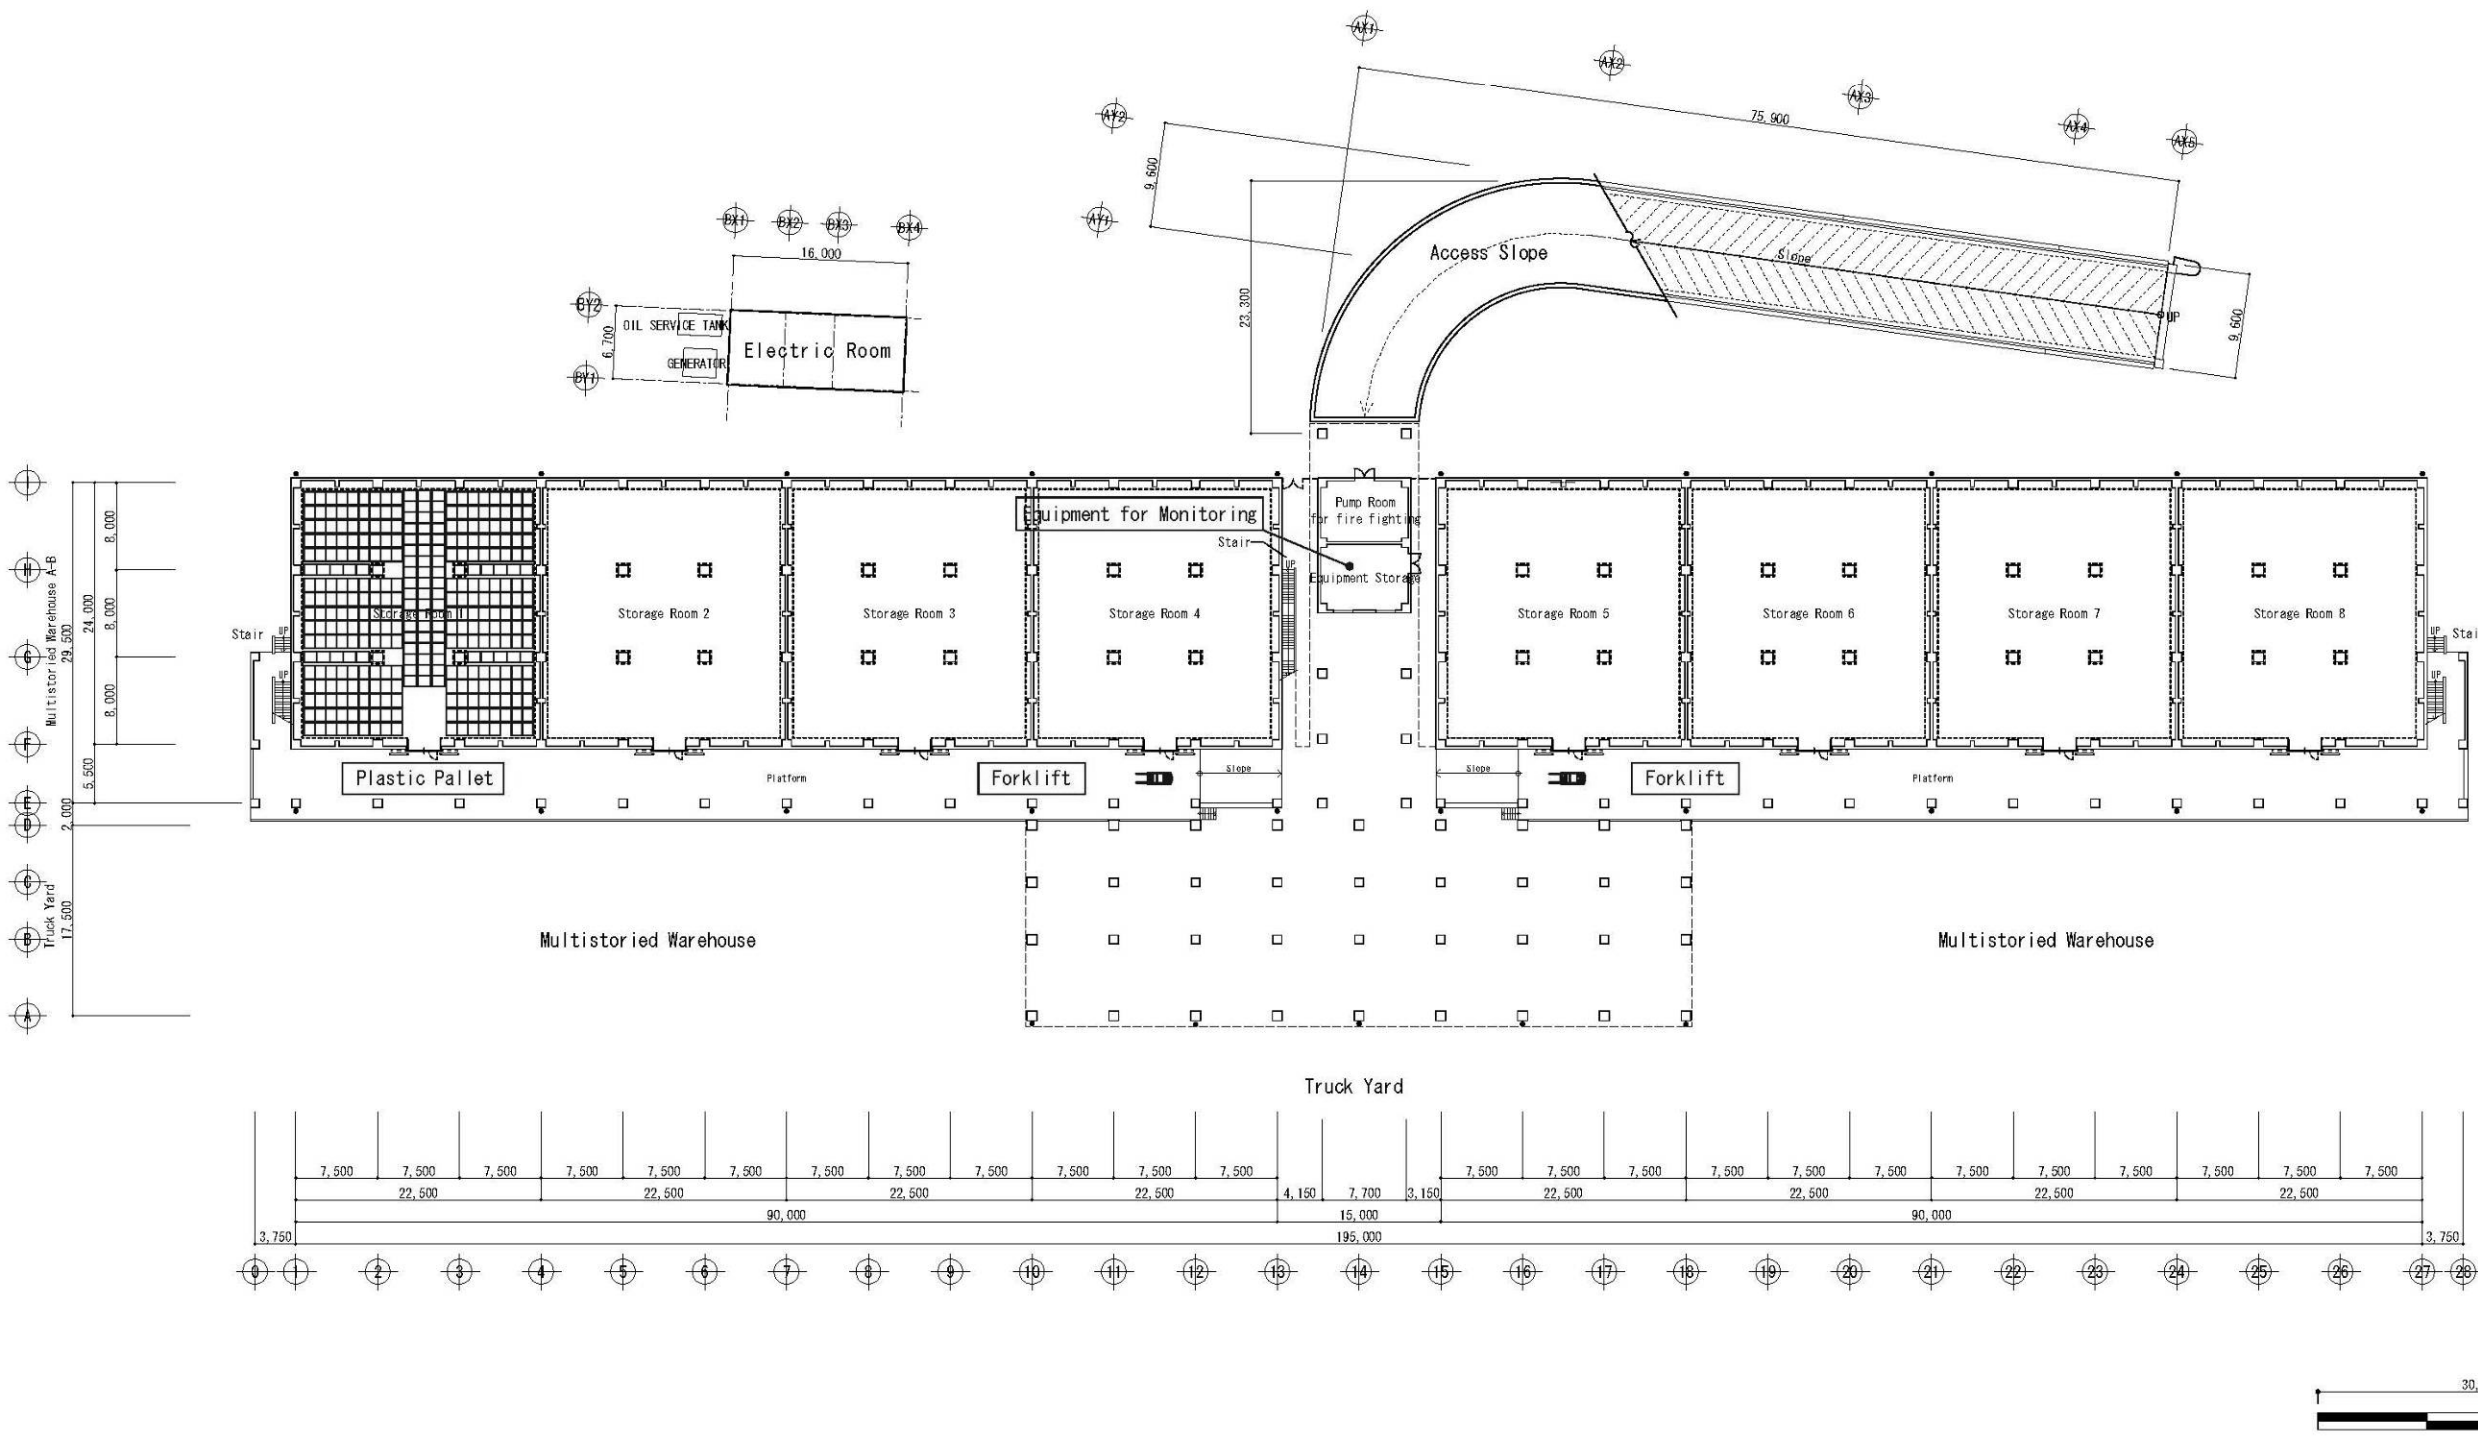 AX1
AX2
AX3
AX4
AX5
AY2
AY1
75,900
9,600
23,300
Access Slope
Slope
UP
9,600
BX1
BX2
BX3
BX4
16,000
BY2
BY1
6,700
OIL SERVICE TANK
GENERATOR
Electric Room
I
H
G
F
E
D
C
B
A
8,000
8,000
8,000
24,000
5,500
29,500
2,000
17,500
Multistoried Warehouse A-B
Truck Yard
Pump Room
for fire fighting
Equipment for Monitoring
Stair
UP
Equipment Storage
Storage Room 1
Storage Room 2
Storage Room 3
Storage Room 4
Storage Room 5
Storage Room 6
Storage Room 7
Storage Room 8
Stair
UP
UP
UP
Stai
UP
Plastic Pallet
Platform
Forklift
Slope
Slope
Forklift
Platform
Multistoried Warehouse
Multistoried Warehouse
Truck Yard
7,500 7,500 7,500 7,500 7,500 7,500 7,500 7,500 7,500 7,500 7,500 7,500 7,500 7,500 7,500 7,500 7,500 7,500 7,500 7,500 7,500 7,500 7,500 7,500
22,500 22,500 22,500 22,500 4,150 7,700 3,150 22,500 22,500 22,500 22,500
90,000 15,000 90,000
3,750 195,000 3,750
0 1 2 3 4 5 6 7 8 9 10 11 12 13 14 15 16 17 18 19 20 21 22 23 24 25 26 27 28
30,